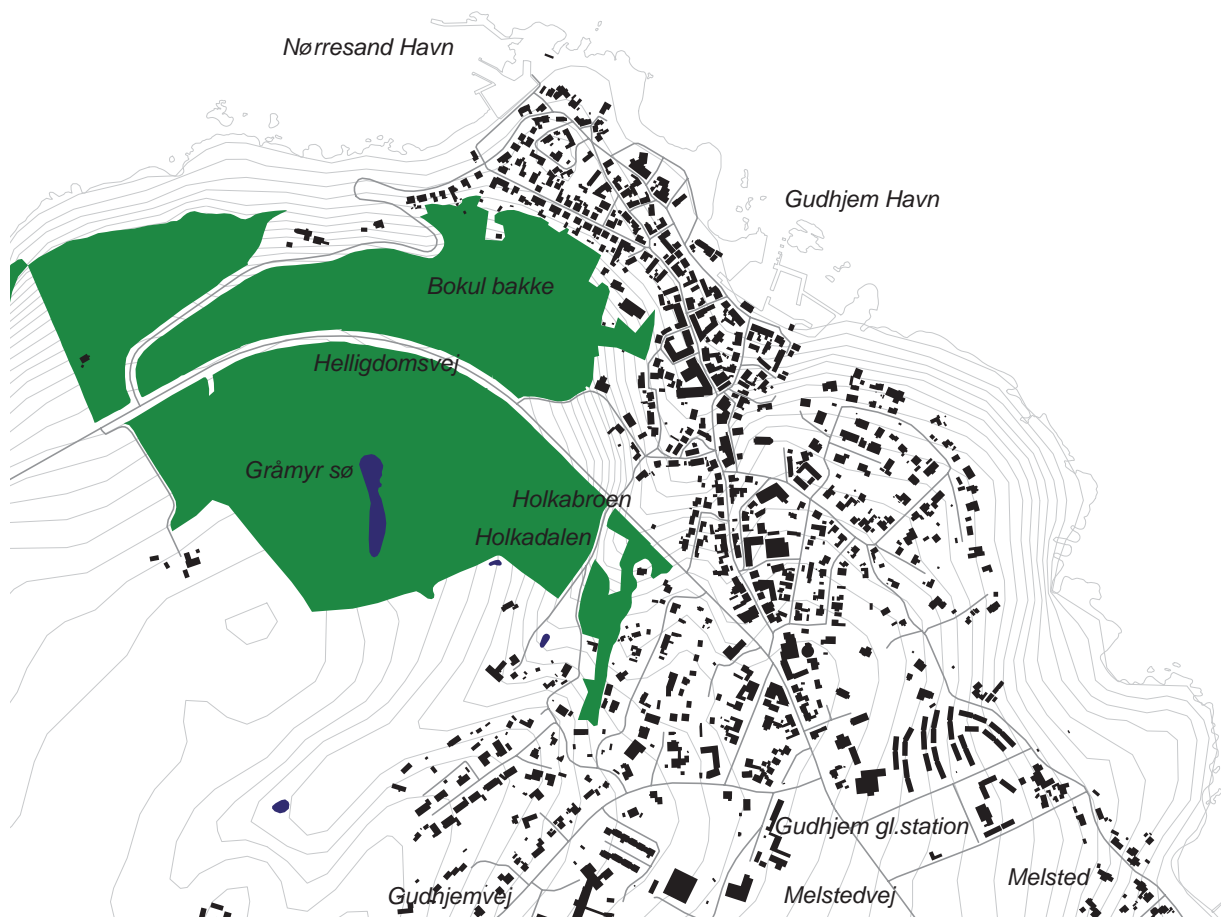 Nørresand Havn
Gudhjem Havn
Bokul bakke
Helligdomsvej
Gråmyr sø
Holkabroen
Holkadalen
Gudhjem gl.station
Melsted
Gudhjemvej
Melstedvej